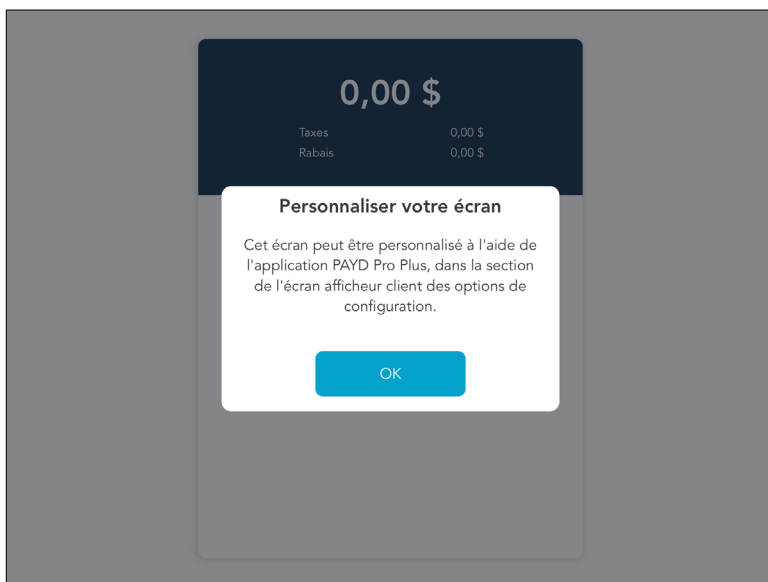 0,00 $
Taxes 0,00 $
Rabais 0,00 $
Personnaliser votre écran
Cet écran peut être personnalisé à l'aide de
l'application PAYD Pro Plus, dans la section
de l'écran afficheur client des options de
configuration.
OK